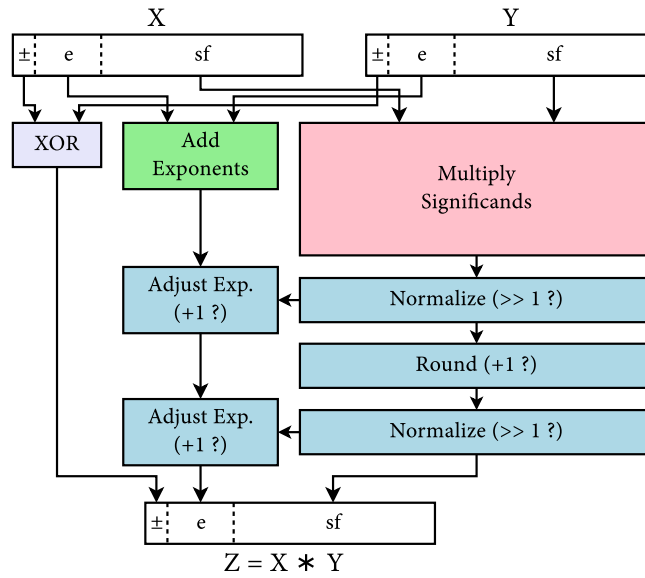 X
Y
± e sf
± e sf
XOR
Add
Exponents
Multiply
Significands
Adjust Exp.
(+1 ?)
Normalize (>> 1 ?)
Round (+1 ?)
Adjust Exp.
(+1 ?)
Normalize (>> 1 ?)
± e sf
Z = X ∗ Y